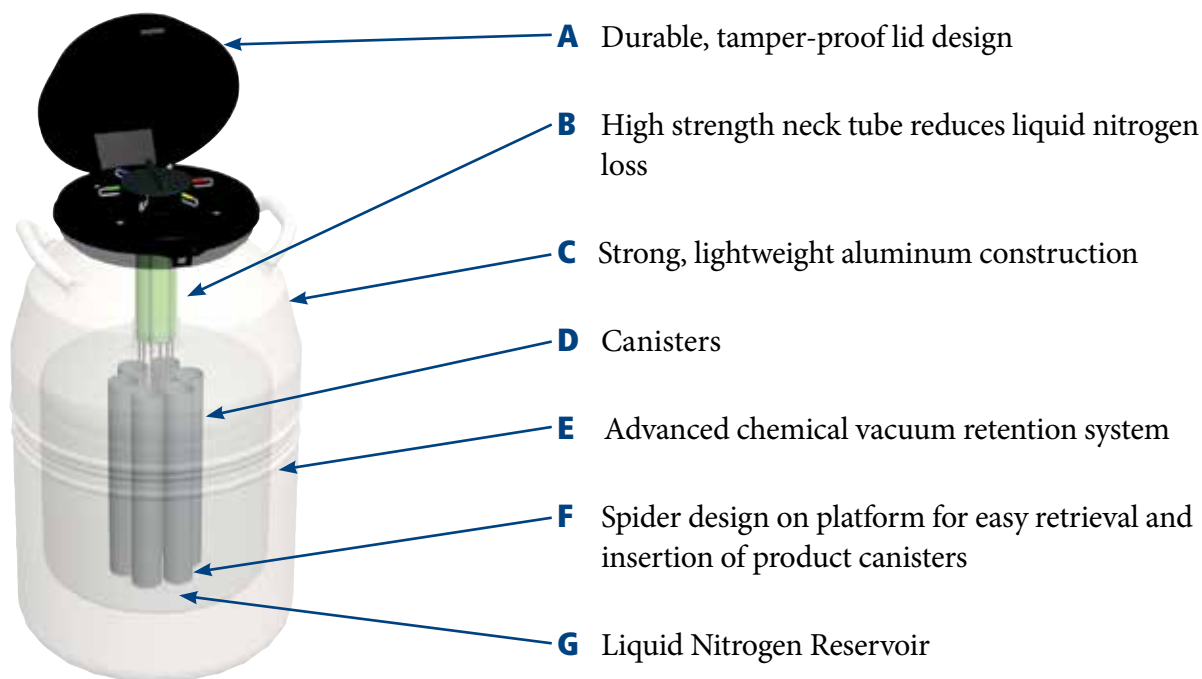 A Durable, tamper-proof lid design
B High strength neck tube reduces liquid nitrogen
loss
C Strong, lightweight aluminum construction
D Canisters
E Advanced chemical vacuum retention system
F Spider design on platform for easy retrieval and
insertion of product canisters
G Liquid Nitrogen Reservoir